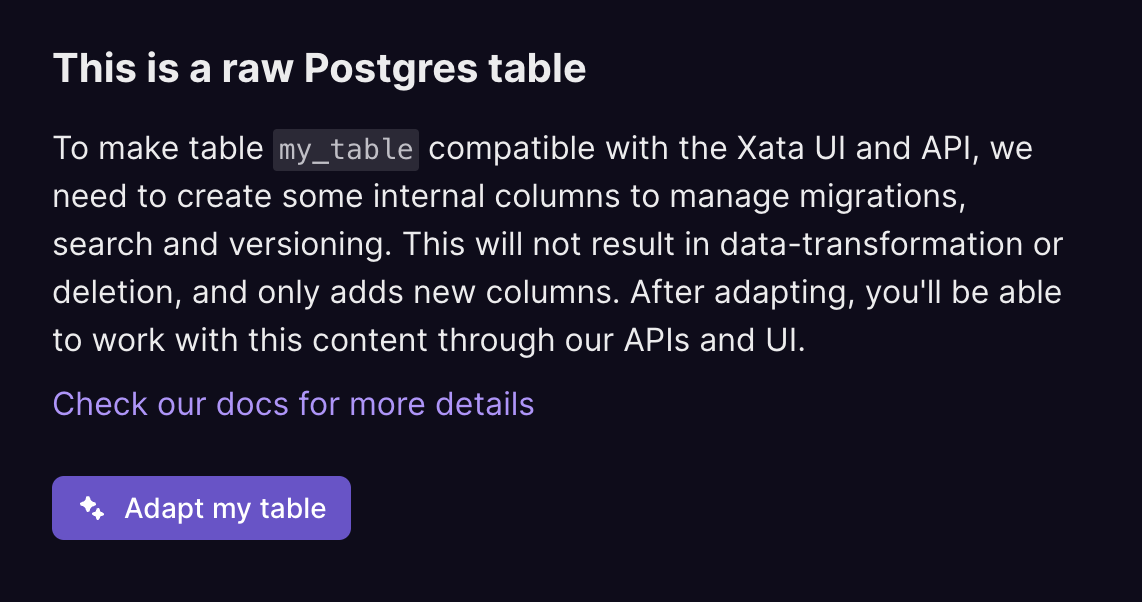 This is a raw Postgres table
To make table my_table compatible with the Xata UI and API, we
need to create some internal columns to manage migrations,
search and versioning. This will not result in data-transformation or
deletion, and only adds new columns. After adapting, you'll be able
to work with this content through our APIs and UI.
Check our docs for more details
Adapt my table